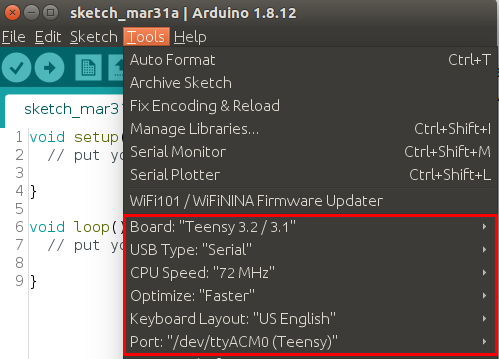 sketch_mar31a | Arduino 1.8.12
File Edit Sketch Tools Help
Auto Format Ctrl+T
Archive Sketch
Fix Encoding & Reload
Manage Libraries... Ctrl+Shift+I
Serial Monitor Ctrl+Shift+M
Serial Plotter Ctrl+Shift+L
WiFi101 / WiFiNINA Firmware Updater
Board: "Teensy 3.2 / 3.1"
USB Type: "Serial"
CPU Speed: "72 MHz"
Optimize: "Faster"
Keyboard Layout: "US English"
Port: "/dev/ttyACM0 (Teensy)"
sketch_mar31
1 void setup(
2 // put yo
3
4 }
5
6 void loop()
7 // put yo
8
9 }